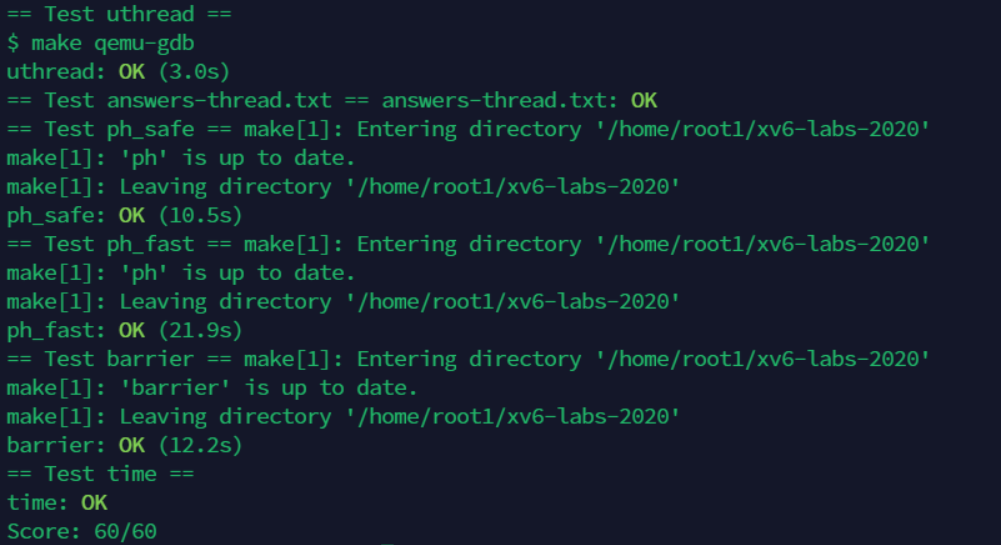 == Test uthread ==
$ make qemu-gdb
uthread: OK (3.0s)
== Test answers-thread.txt == answers-thread.txt: OK
== Test ph_safe == make[1]: Entering directory '/home/root1/xv6-labs-2020'
make[1]: 'ph' is up to date.
make[1]: Leaving directory '/home/root1/xv6-labs-2020'
ph_safe: OK (10.5s)
== Test ph_fast == make[1]: Entering directory '/home/root1/xv6-labs-2020'
make[1]: 'ph' is up to date.
make[1]: Leaving directory '/home/root1/xv6-labs-2020'
ph_fast: OK (21.9s)
== Test barrier == make[1]: Entering directory '/home/root1/xv6-labs-2020'
make[1]: 'barrier' is up to date.
make[1]: Leaving directory '/home/root1/xv6-labs-2020'
barrier: OK (12.2s)
== Test time ==
time: OK
Score: 60/60